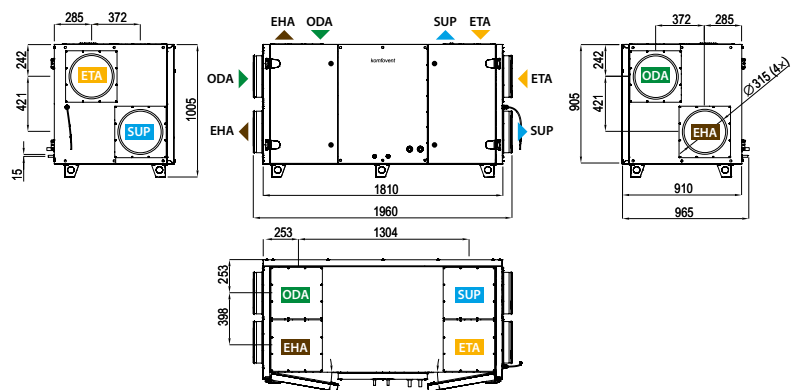 285 372
242
421
15
1005
ETA
SUP
EHA ODA SUP ETA
komfovent
ODA ETA
EHA SUP
1810
1960
372 285
242
421
905
ODA
EHA
Ø315 (4x)
910
965
253 1304
253
398
ODA SUP
EHA ETA